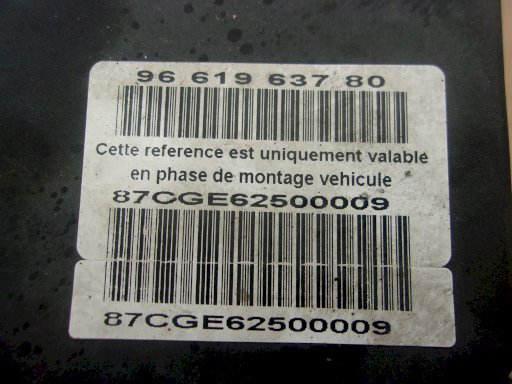 96 619 637 80
Cette reference est uniquement valable
en phase de montage vehicule
87CGE62500009
87CGE62500009